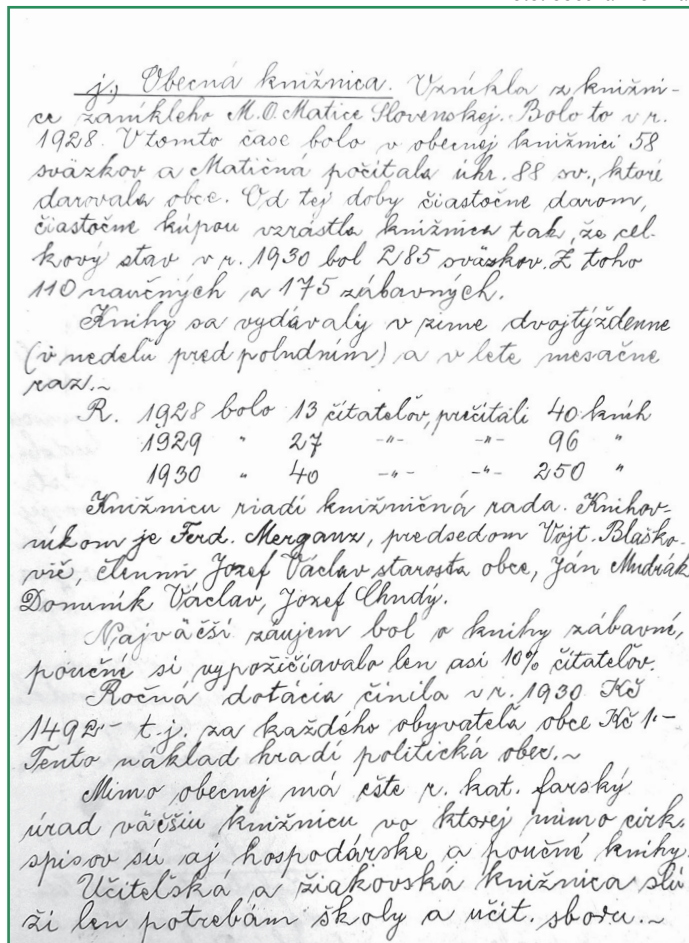 j, Obecná knižnica. Vznikla z knižni-
ce zaniklého M.O. Matice Slovenskej. Bolo to v r.
1928. V tomto čase bolo v obecnej knižnici 58
sväzkov a Matičná počítala úhr. 88 sv., ktoré
darovala obce. Od tej doby čiastočne darom,
čiastočne kúpou vzrástla knižnica tak, že cel-
kový stav v r. 1930 bol 285 sväzkov. Z toho
110 naučných a 175 zábavných.
Knihy sa vydávaly v zime dvojtýždenne
(v nedeľu pred poludním) a v lete mesačne
raz.~
R. 1928 bolo 13 čitateľov, prečítali 40 kníh
1929 " 27 -"- -"- 96 "
1930 " 40 -"- -"- 250 "
Knižnicu riadí knižničná rada. Knihov-
níkom je Ferd. Merganz, predsedom Vojt. Blaško-
vič, členmi Jozef Václav starosta obce, Ján Mudrák
Dominík Václav, Jozef Chudý.
Najväčší záujem bol o knihy zábavní,
poučné si vypožičiavalo len asi 10% čitateľov.
Ročná dotácia činila v r. 1930 Kč
1492.- t.j. za každého obyvateľa obce Kč 1.-
Tento náklad hradí politická obec.~
Mimo obecnej má ešte r. kat. farský
úrad väčšiu knižnicu vo ktorej mimo cirk.
spisov sú aj hospodárske a poučné knihy.
Učiteľská a žiakovská knižnica slú
ži len potrebám školy a učit. sboru.~